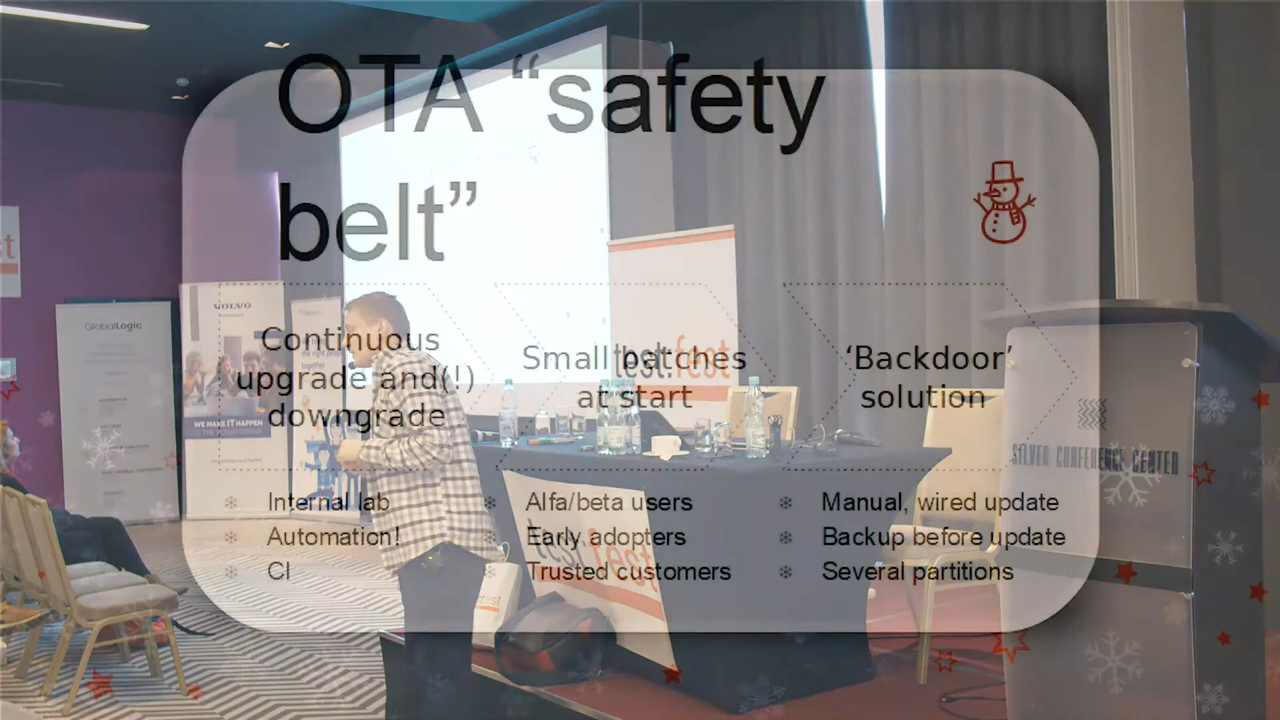 OTA “safety
belt”
Continuous
upgrade and(!)
downgrade
Small batches
at start
‘Backdoor’
solution
Internal lab
Automation!
CI
Alfa/beta users
Early adopters
Trusted customers
Manual, wired update
Backup before update
Several partitions
GlobalLogic
VOLVO
WE MAKE IT HAPPEN
test:fest
test:fest
SILVER CONFERENCE CENTER